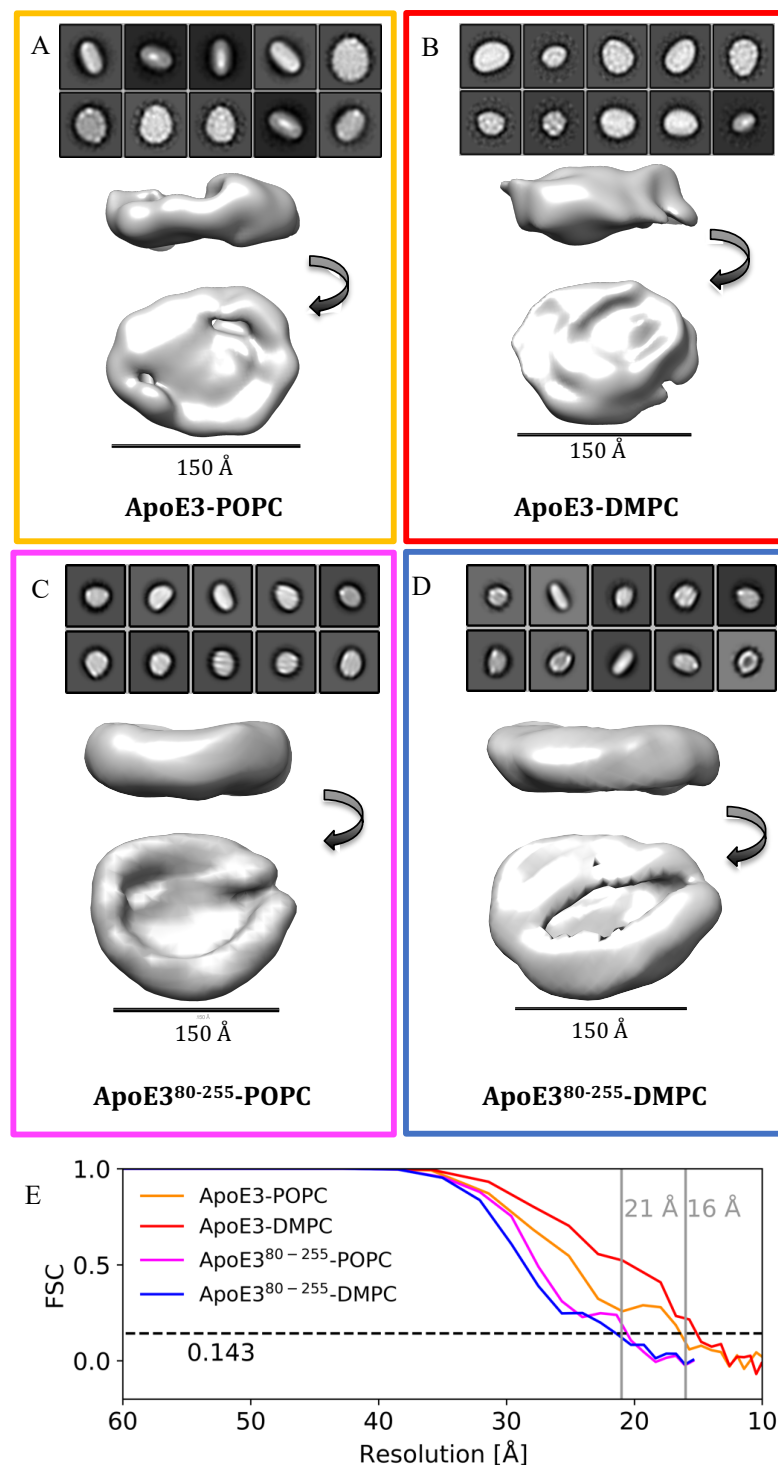 A
B
150 Å
150 Å
ApoE3-POPC
ApoE3-DMPC
C
D
150 Å
150 Å
ApoE3⁸⁰⁻²⁵⁵-POPC
ApoE3⁸⁰⁻²⁵⁵-DMPC
E
1.0
0.5
0.0
FSC
ApoE3-POPC
ApoE3-DMPC
ApoE3⁸⁰⁻²⁵⁵-POPC
ApoE3⁸⁰⁻²⁵⁵-DMPC
21 Å
16 Å
0.143
60
50
40
30
20
10
Resolution [Å]